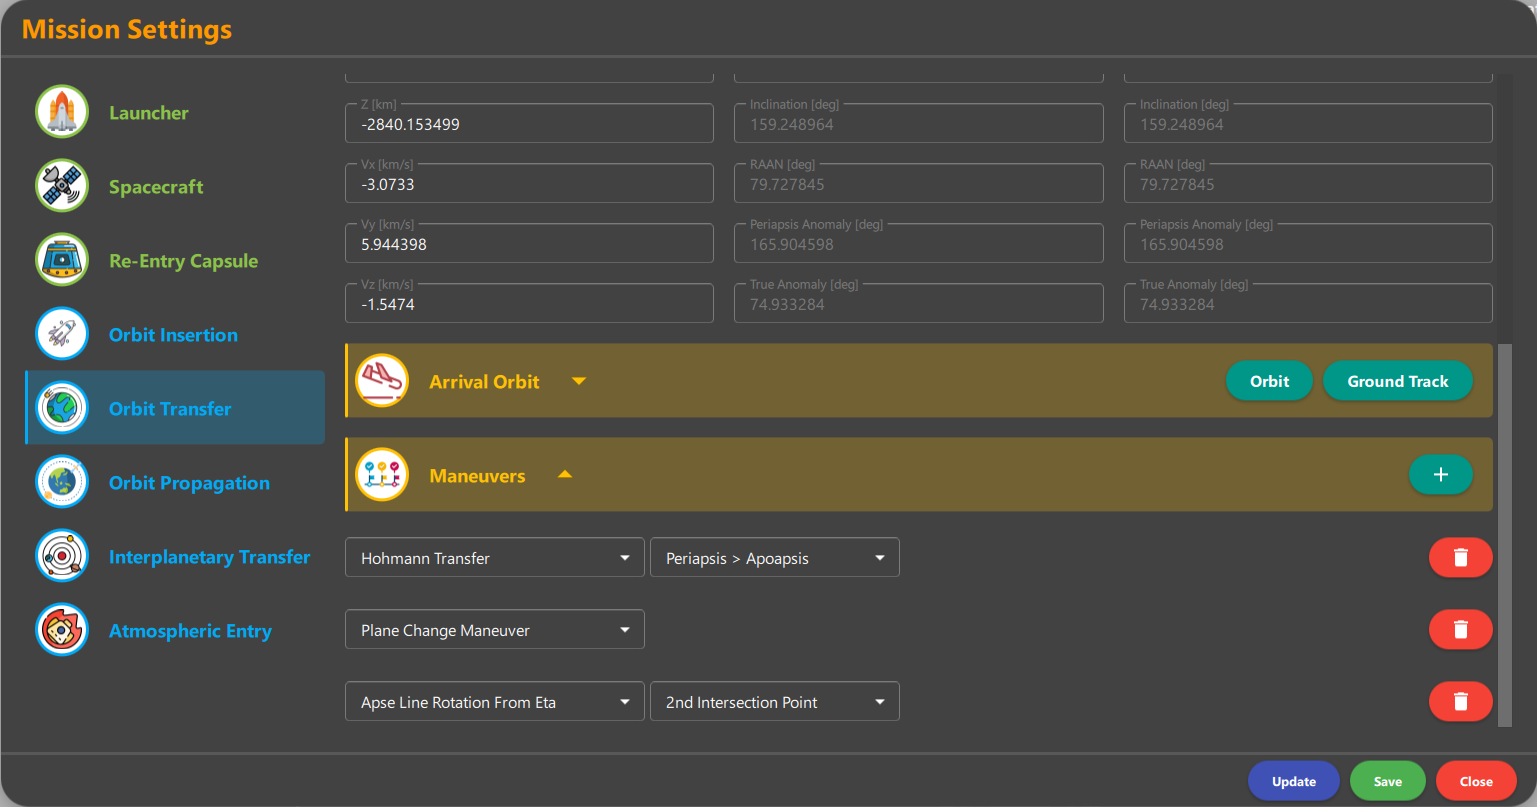 Mission Settings
Launcher
Spacecraft
Re-Entry Capsule
Orbit Insertion
Orbit Transfer
Orbit Propagation
Interplanetary Transfer
Atmospheric Entry
Z [km] Inclination [deg] Inclination [deg]
-2840.153499 159.248964 159.248964
Vx [km/s] RAAN [deg] RAAN [deg]
-3.0733 79.727845 79.727845
Vy [km/s] Periapsis Anomaly [deg] Periapsis Anomaly [deg]
5.944398 165.904598 165.904598
Vz [km/s] True Anomaly [deg] True Anomaly [deg]
-1.5474 74.933284 74.933284
Arrival Orbit Orbit Ground Track
Maneuvers +
Hohmann Transfer Periapsis > Apoapsis
Plane Change Maneuver
Apse Line Rotation From Eta 2nd Intersection Point
Update Save Close